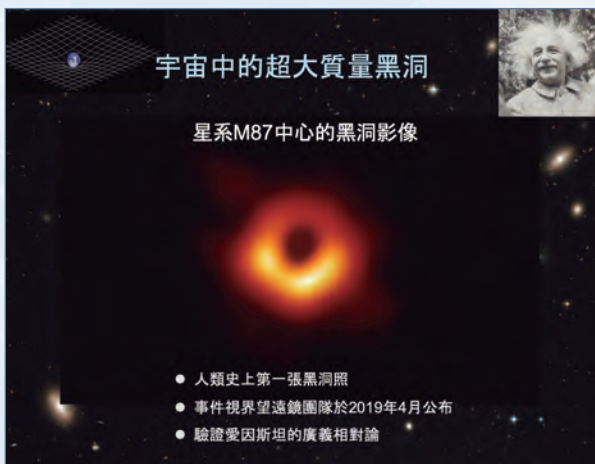 宇宙中的超大質量黑洞
星系M87中心的黑洞影像
● 人類史上第一張黑洞照
● 事件視界望遠鏡團隊於2019年4月公布
● 驗證愛因斯坦的廣義相對論